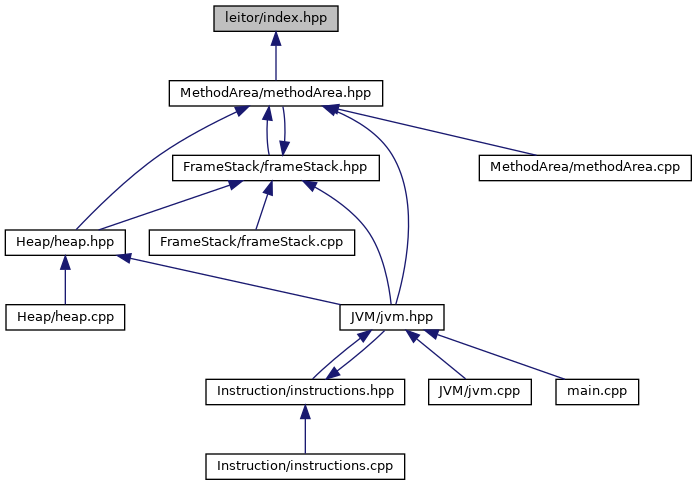 leitor/index.hpp
MethodArea/methodArea.hpp
FrameStack/frameStack.hpp
MethodArea/methodArea.cpp
Heap/heap.hpp
FrameStack/frameStack.cpp
Heap/heap.cpp
JVM/jvm.hpp
Instruction/instructions.hpp
JVM/jvm.cpp
main.cpp
Instruction/instructions.cpp